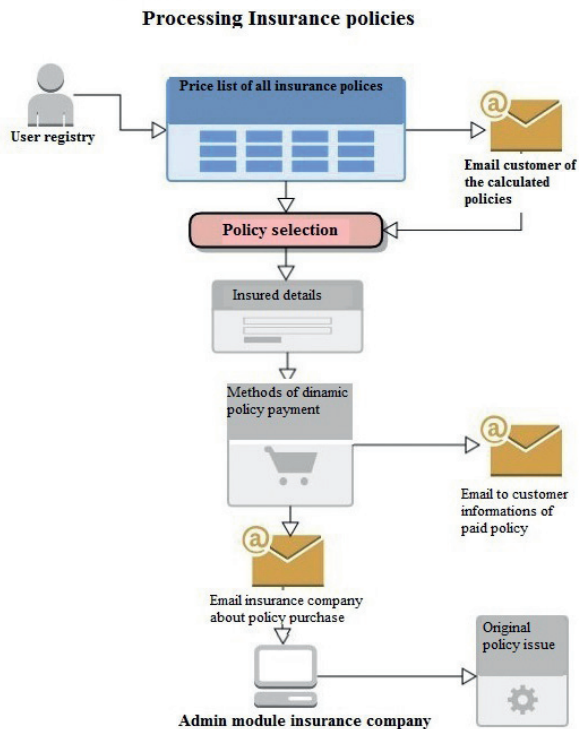 Processing Insurance policies
Price list of all insurance polices
User registry
Email customer of
the calculated
policies
Policy selection
Insured details
Methods of dinamic
policy payment
Email to customer
informations of
paid policy
Email insurance company
about policy purchase
Original
policy issue
Admin module insurance company